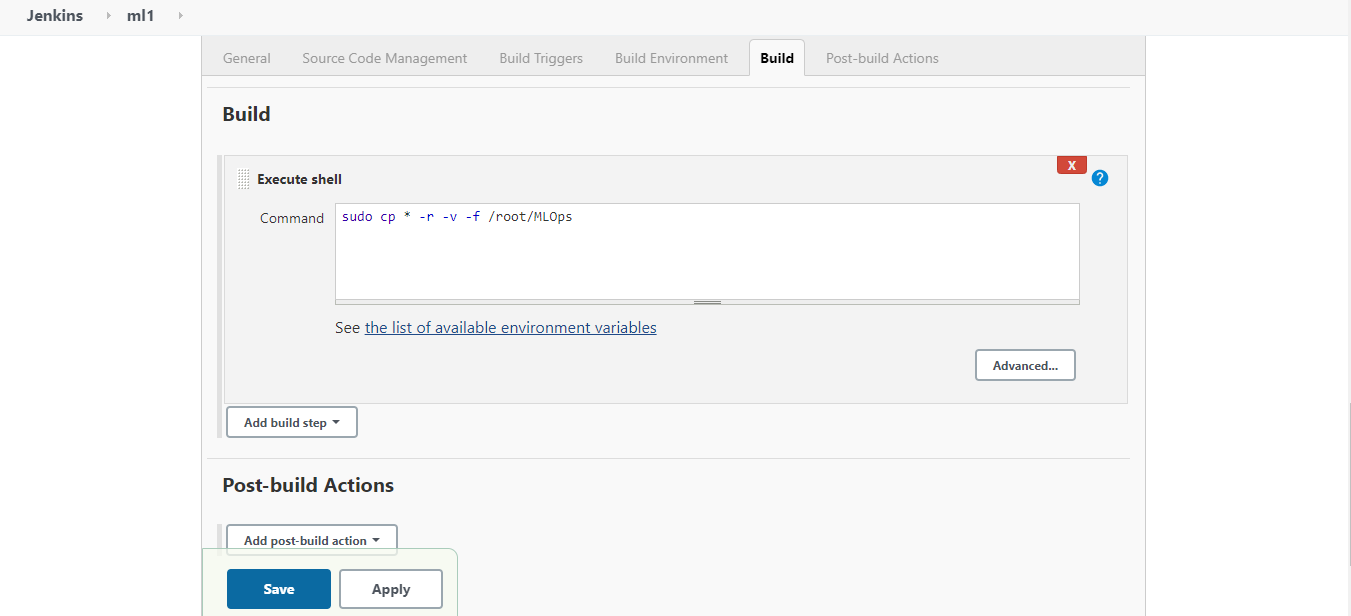 Jenkins ml1
General Source Code Management Build Triggers Build Environment Build Post-build Actions
Build
X
Execute shell ?
Command sudo cp * -r -v -f /root/MLOps
See the list of available environment variables
Advanced...
Add build step
Post-build Actions
Add post-build action
Save Apply